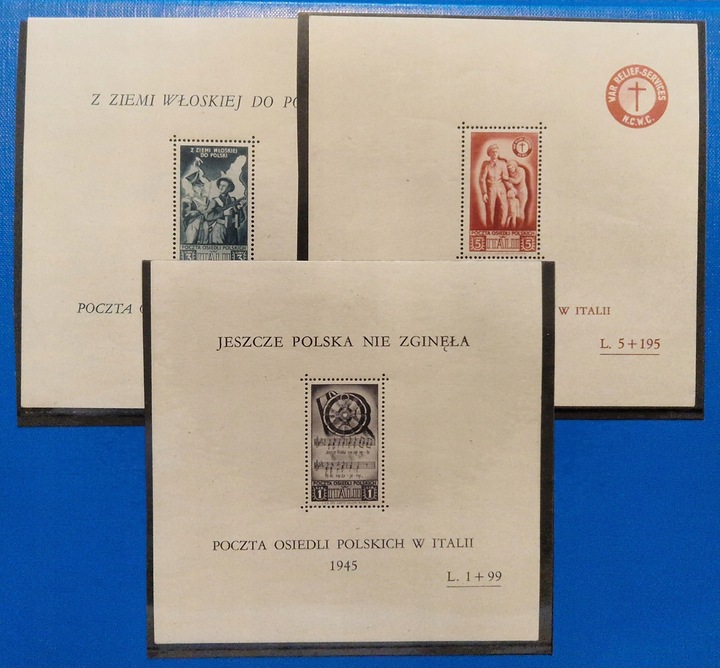 Z ZIEMI WŁOSKIEJ DO PO
Z ZIEMI WŁOSKIEJ
DO POLSKI
POCZTA OSIEDLI POLSKICH
3 ITALII 3
POCZTA
WAR RELIEF-SERVICES
N.C.W.C.
POCZTA OSIEDLI POLSKICH
5 ITALII 5
W ITALII
L. 5 + 195
JESZCZE POLSKA NIE ZGINĘŁA
POCZTA OSIEDLI POLSKICH
1 ITALII 1
POCZTA OSIEDLI POLSKICH W ITALII
1945
L. 1 + 99